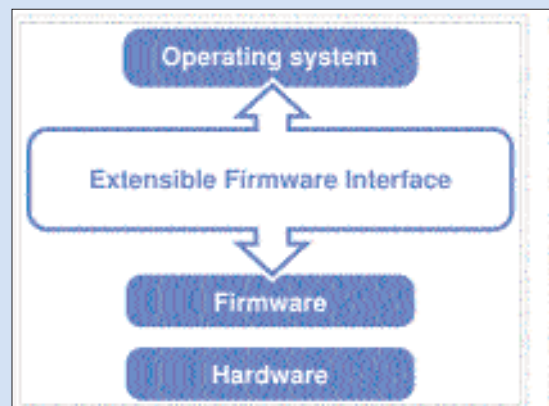 Operating system
Extensible Firmware Interface
Firmware
Hardware